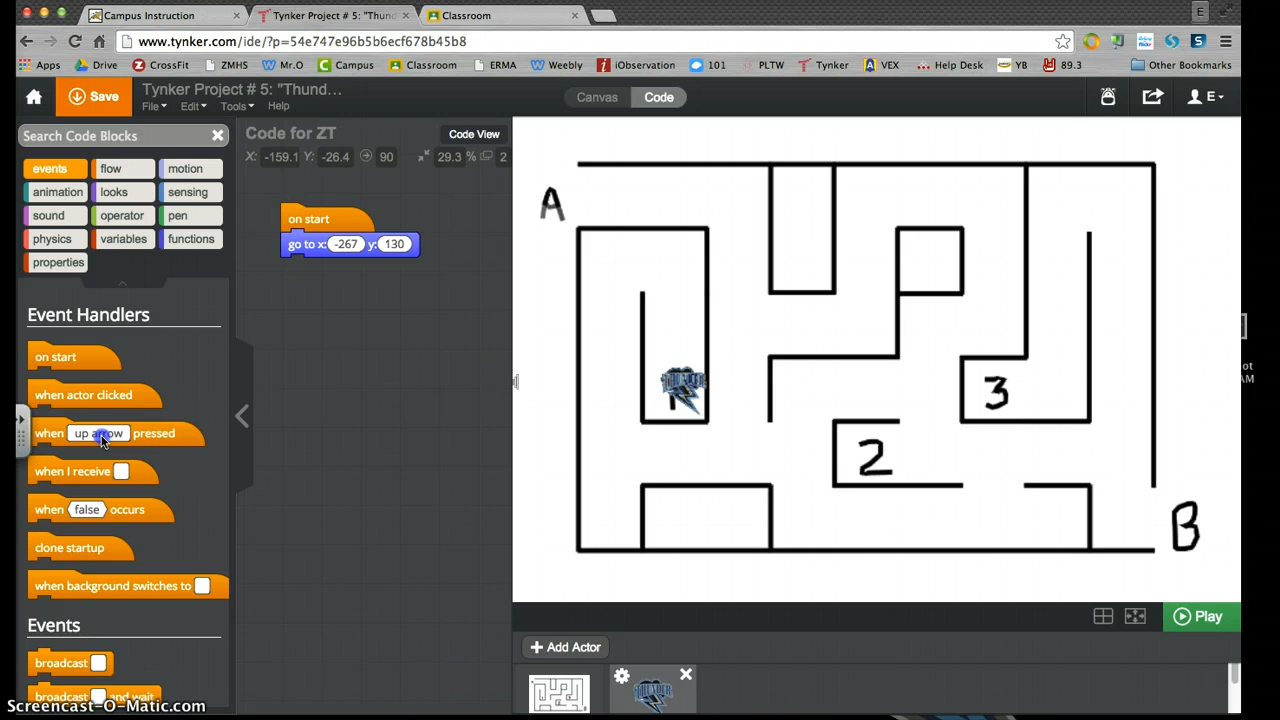 Campus Instruction × Tynker Project # 5: "Thund × Classroom × E
www.tynker.com/ide/?p=54e747e96b5b6ecf678b45b8
Apps Drive CrossFit ZMHS Mr.O Campus Classroom ERMA Weebly iObservation 101 PLTW Tynker VEX Help Desk YB 89.3 Other Bookmarks
Save Tynker Project # 5: "Thund... Canvas Code E
File Edit Tools Help
Search Code Blocks × Code for ZT Code View
X: -159.1 Y: -26.4 90 29.3 % 2
events flow motion
animation looks sensing
sound operator pen
physics variables functions
properties
on start
go to x: -267 y: 130
Event Handlers
on start
when actor clicked
when up arrow pressed
when I receive
when false occurs
clone startup
when background switches to
Events
broadcast
broadcast and wait
A
THUNDER
3
2
B
Play
+ Add Actor
THUNDER
ot
AM
Screencast-O-Matic.com